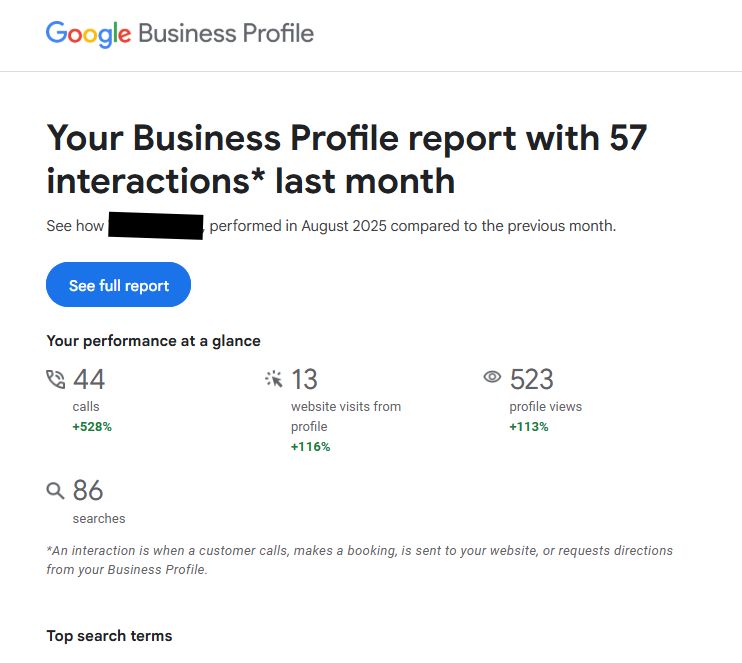 Google Business Profile
Your Business Profile report with 57
interactions* last month
See how , performed in August 2025 compared to the previous month.
See full report
Your performance at a glance
44
calls
+528%
13
website visits from
profile
+116%
523
profile views
+113%
86
searches
*An interaction is when a customer calls, makes a booking, is sent to your website, or requests directions
from your Business Profile.
Top search terms